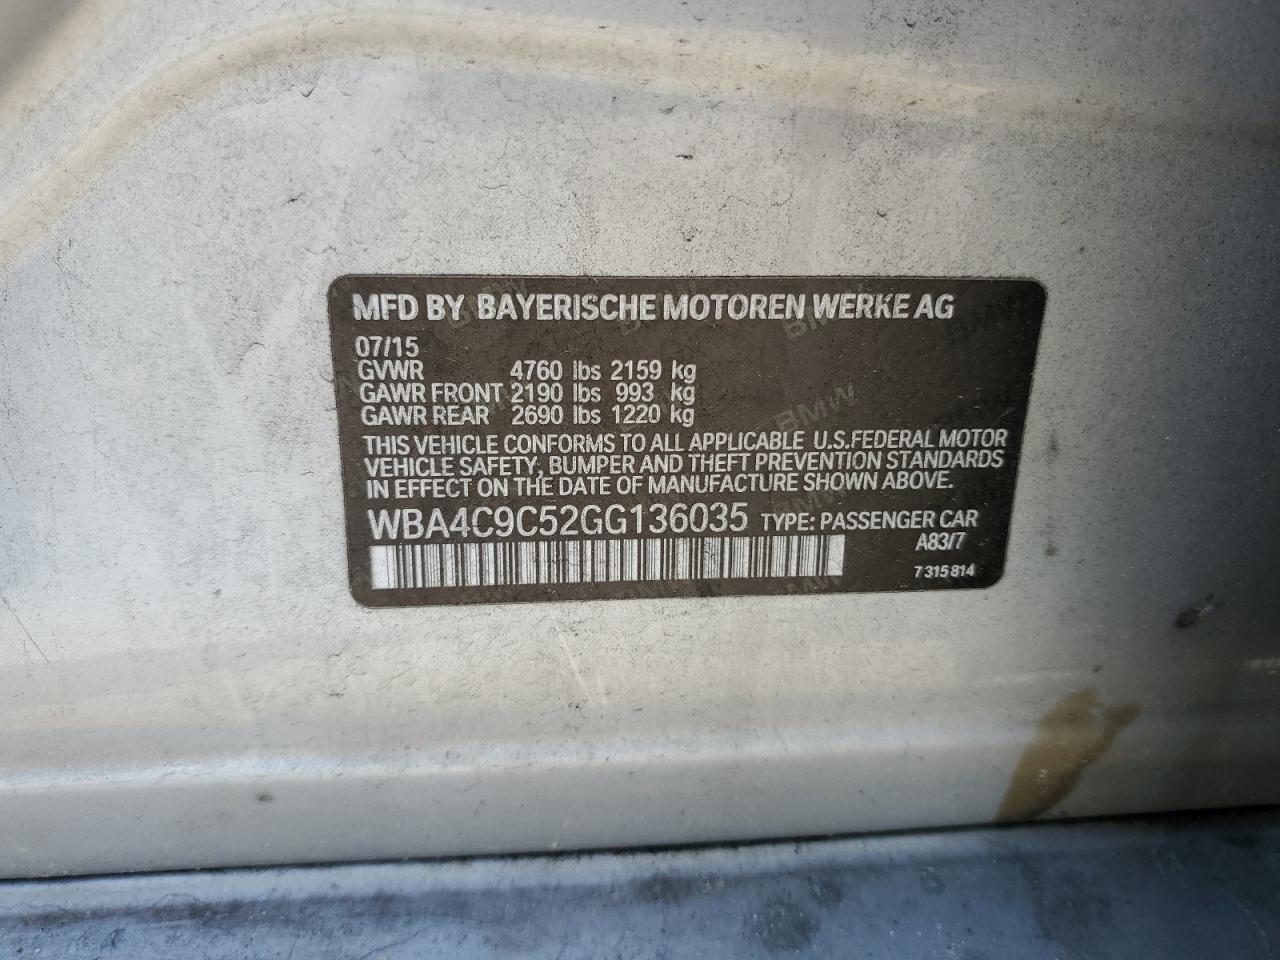 MFD BY BAYERISCHE MOTOREN WERKE AG
07/15
GVWR 4760 lbs 2159 kg
GAWR FRONT 2190 lbs 993 kg
GAWR REAR 2690 lbs 1220 kg
THIS VEHICLE CONFORMS TO ALL APPLICABLE U.S.FEDERAL MOTOR
VEHICLE SAFETY, BUMPER AND THEFT PREVENTION STANDARDS
IN EFFECT ON THE DATE OF MANUFACTURE SHOWN ABOVE.
WBA4C9C52GG136035 TYPE: PASSENGER CAR
A83/7
7 315 814